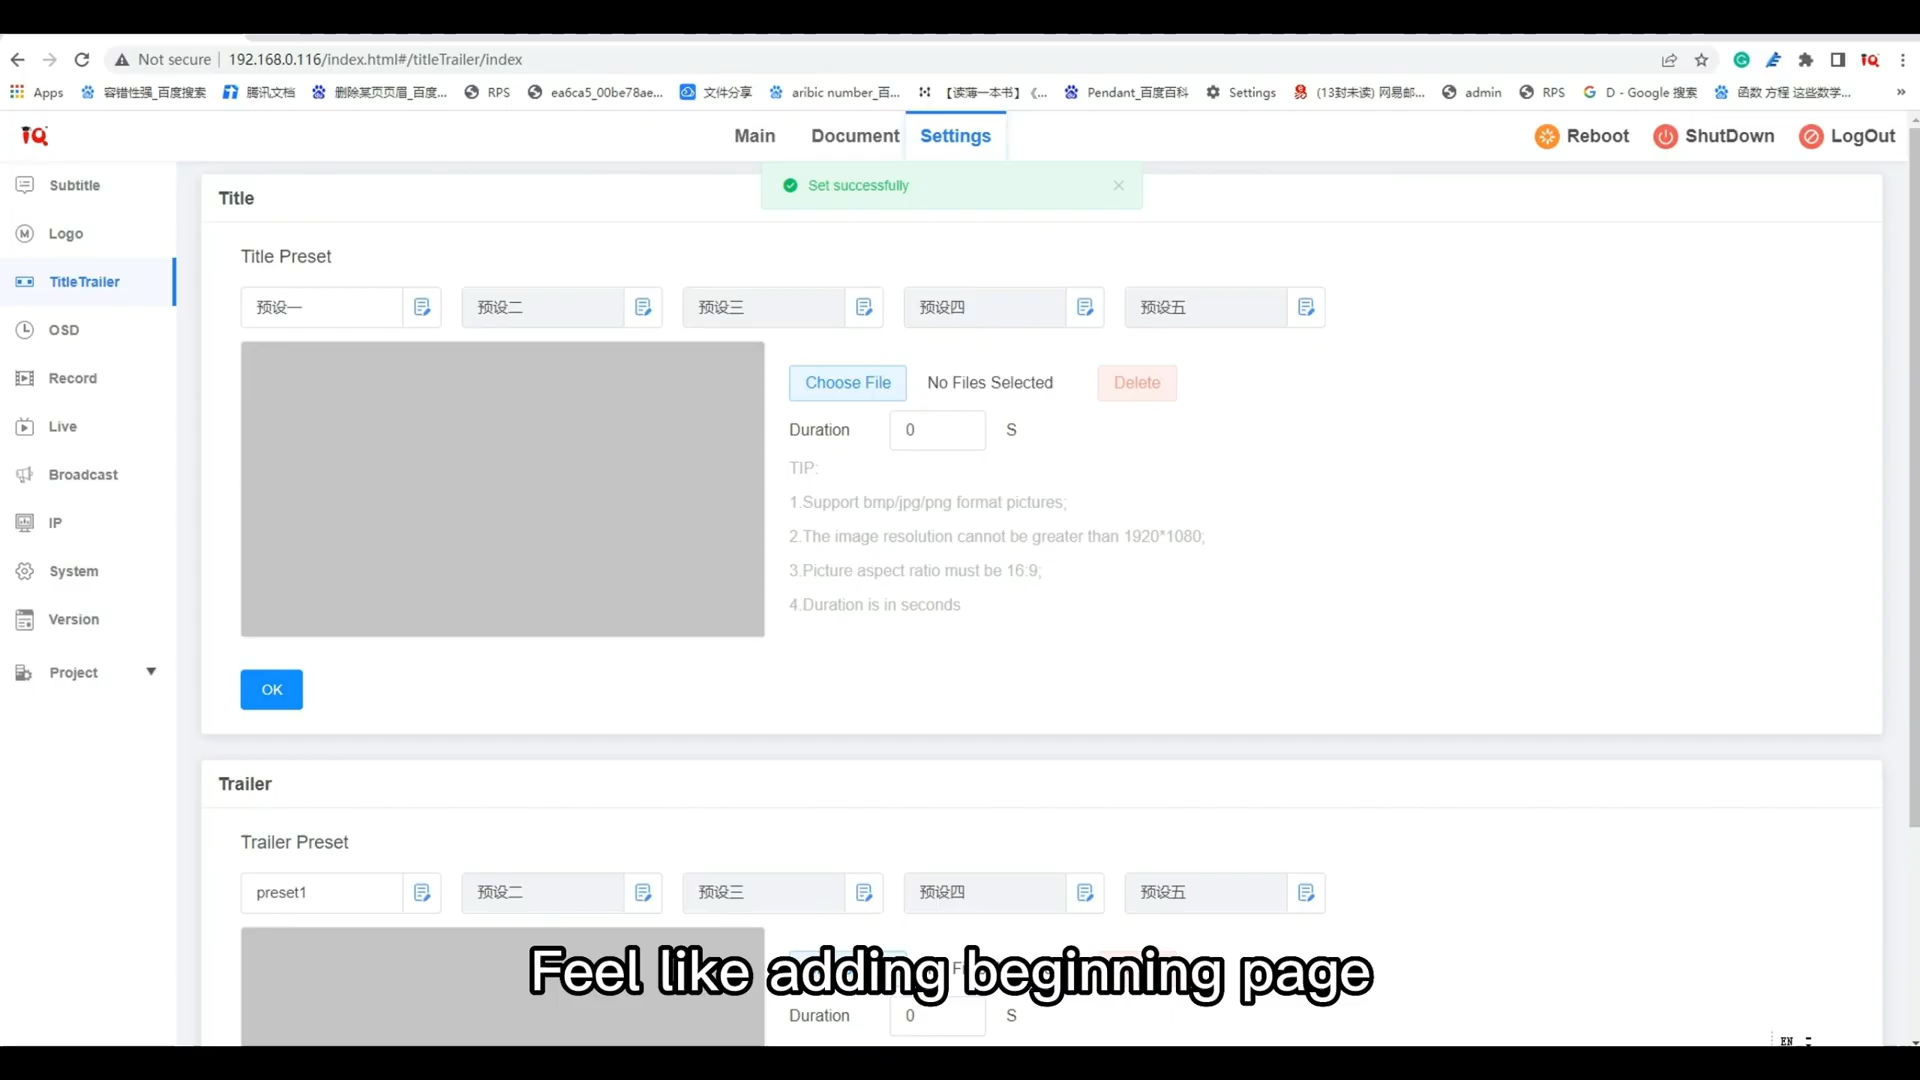 Not secure 192.168.0.116/index.html#/titleTrailer/index
Apps 容错性强_百度搜索 腾讯文档 删除某页页眉_百度... RPS ea6ca5_00be78ae... 文件分享 aribic number_百... 【读薄一本书】《... Pendant_百度百科 Settings (13封未读) 网易邮... admin RPS D - Google 搜索 函数 方程 这些数学... »
IQ Main Document Settings Reboot ShutDown LogOut
Set successfully
Subtitle
Logo
TitleTrailer
OSD
Record
Live
Broadcast
IP
System
Version
Project
Title
Title Preset
预设一 预设二 预设三 预设四 预设五
Choose File No Files Selected Delete
Duration 0 S
TIP:
1.Support bmp/jpg/png format pictures;
2.The image resolution cannot be greater than 1920*1080;
3.Picture aspect ratio must be 16:9;
4.Duration is in seconds
OK
Trailer
Trailer Preset
preset1 预设二 预设三 预设四 预设五
Feel like adding beginning page
Duration 0 S
EN